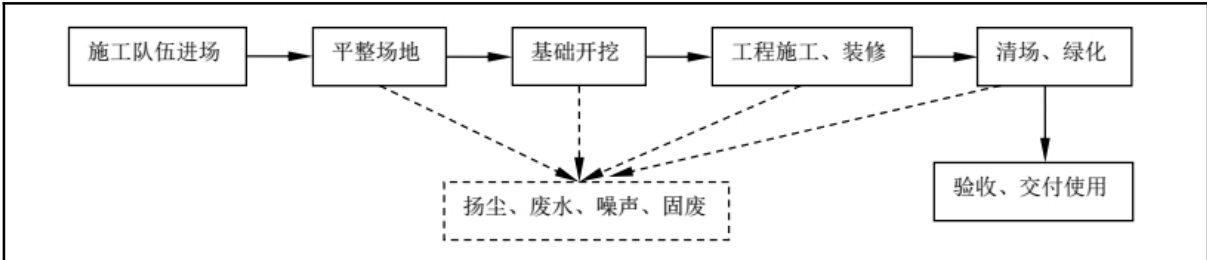 施工队伍进场
平整场地
基础开挖
工程施工、装修
清场、绿化
扬尘、废水、噪声、固废
验收、交付使用